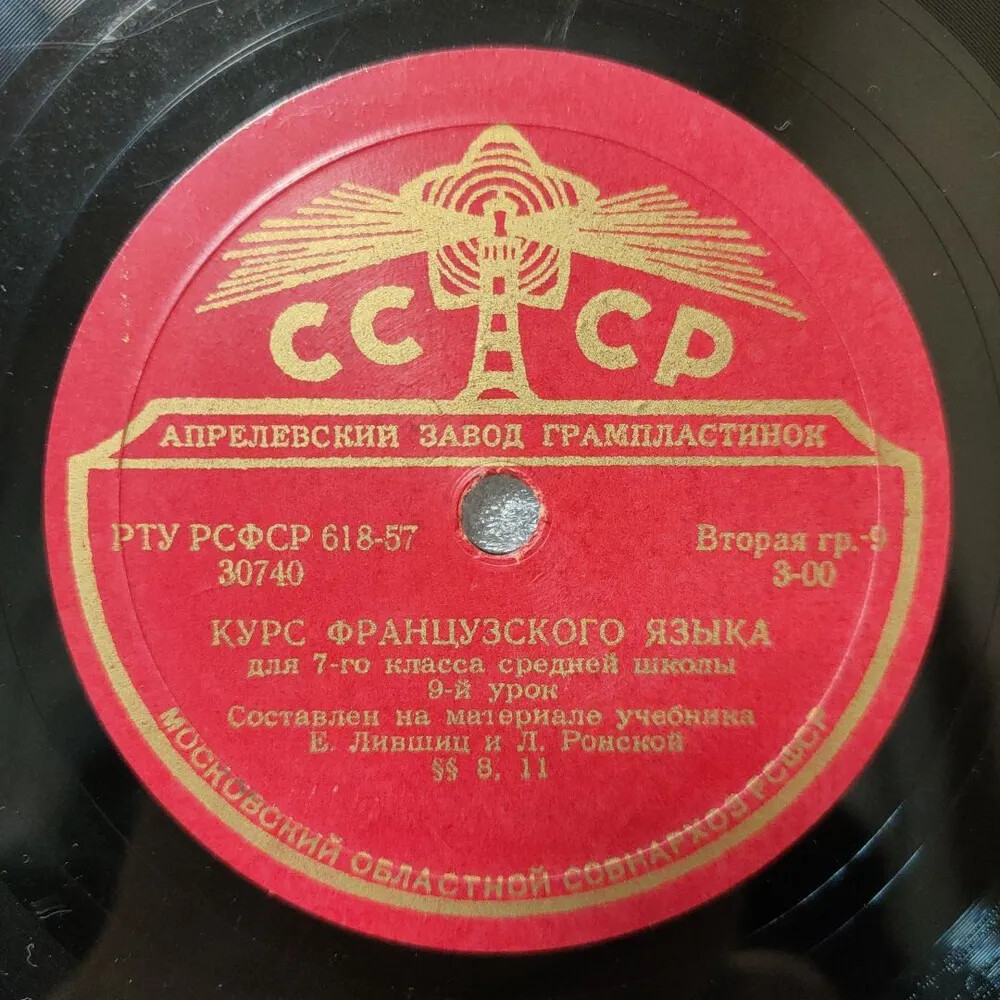 СССР
АПРЕЛЕВСКИЙ ЗАВОД ГРАМПЛАСТИНОК
РТУ РСФСР 618-57
30740
Вторая гр.-9
3-00
КУРС ФРАНЦУЗСКОГО ЯЗЫКА
для 7-го класса средней школы
9-й урок
Составлен на материале учебника
Е. Лившиц и Л. Ронской
§§ 8, 11
МОСКОВСКИЙ ОБЛАСТНОЙ СОВНАРХОЗ РСФСР